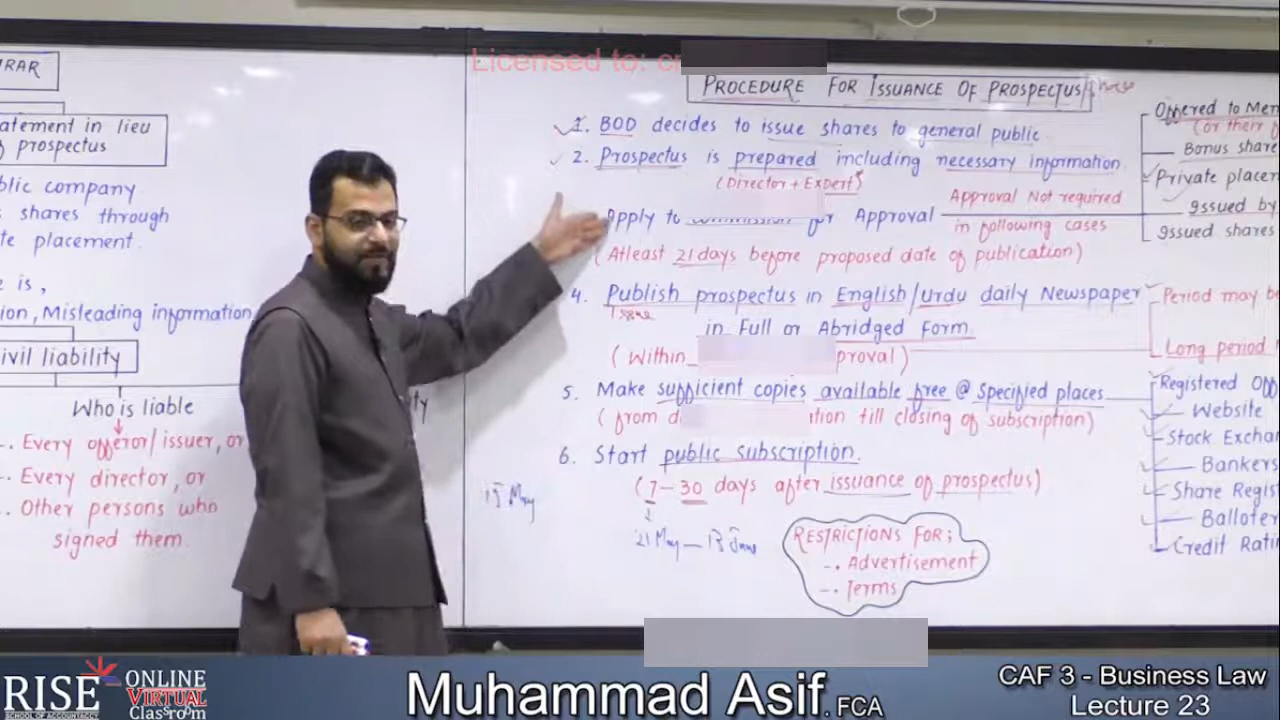 Licensed to:
RAR
atement in lieu
f prospectus
blic company
s shares through
te placement.
e is,
ion, Misleading information
ivil liability
Who is liable
Every offeror/issuer, or
Every director, or
Other persons who
signed them.
PROCEDURE FOR ISSUANCE OF PROSPECTUS
1. BOD decides to issue shares to general public.
2. Prospectus is prepared including necessary information.
(Director + Expert)
Apply to for Approval
Approval Not required
in following cases
(Atleast 21 days before proposed date of publication)
4. Publish prospectus in English/Urdu daily Newspaper
Issue
in Full or Abridged Form.
(Within proval)
5. Make sufficient copies available free @ Specified places
(from d tion till closing of subscription)
6. Start public subscription.
(7-30 days after issuance of prospectus)
15 May
21 May
RESTRICTIONS FOR;
-. Advertisement
-. Terms
Offered to Mem
(or their
Bonus share
Private placem
Issued by
Issued shares
Period may be
Long period
Registered Off
Website
Stock Exchan
Bankers
Share Regis
Balloter
Credit Ratin
RISE
SCHOOL OF ACCOUNTANCY
ONLINE
VIRTUAL
Classroom
Muhammad Asif, FCA
CAF 3 - Business Law
Lecture 23